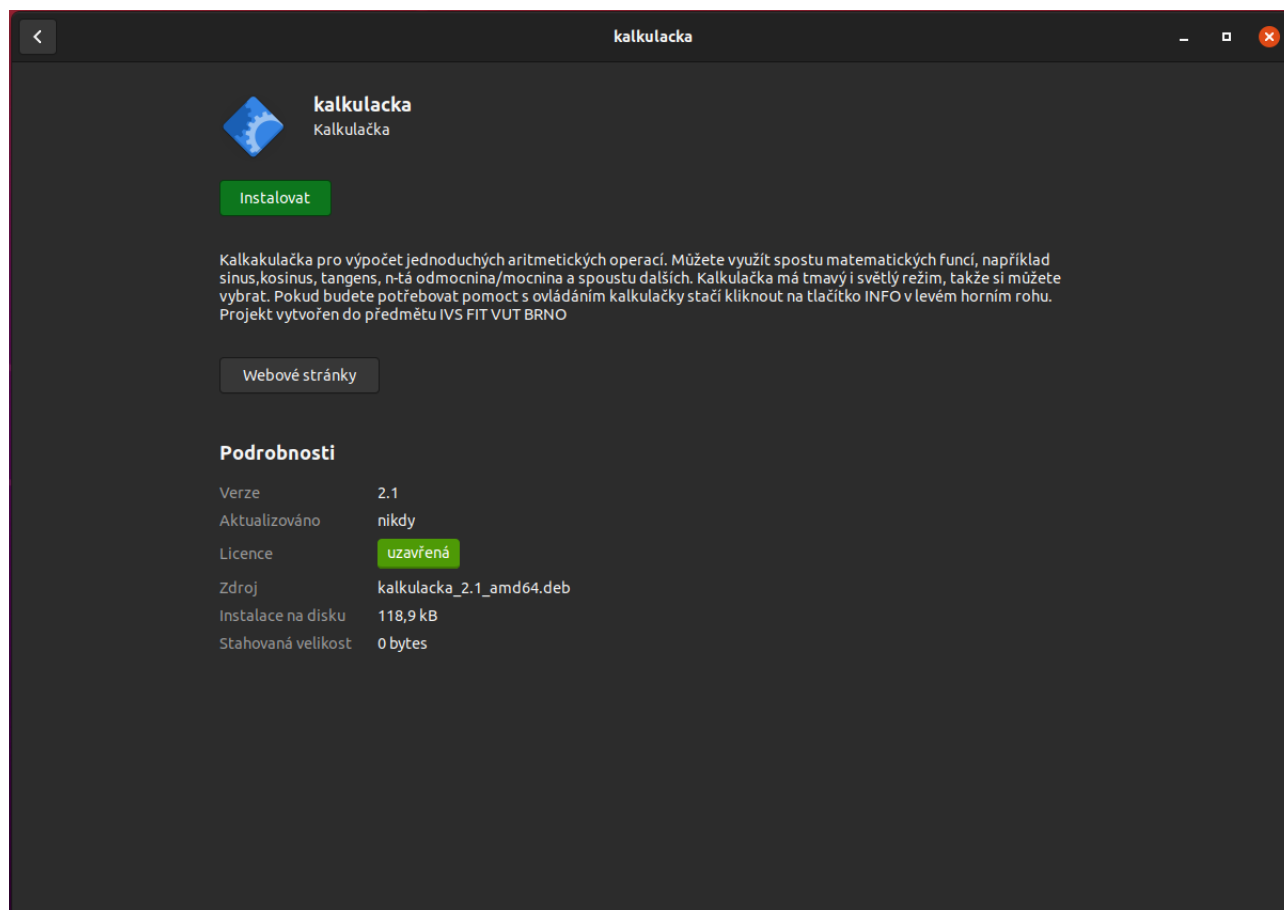 kalkulacka
kalkulacka
Kalkulačka
Instalovat
Kalkakulačka pro výpočet jednoduchých aritmetických operací. Můžete využít spostu matematických funcí, například
sinus,kosinus, tangens, n-tá odmocnina/mocnina a spoustu dalších. Kalkulačka má tmavý i světlý režim, takže si můžete
vybrat. Pokud budete potřebovat pomoct s ovládáním kalkulačky stačí kliknout na tlačítko INFO v levém horním rohu.
Projekt vytvořen do předmětu IVS FIT VUT BRNO
Webové stránky
Podrobnosti
Verze 2.1
Aktualizováno nikdy
Licence uzavřená
Zdroj kalkulacka_2.1_amd64.deb
Instalace na disku 118,9 kB
Stahovaná velikost 0 bytes